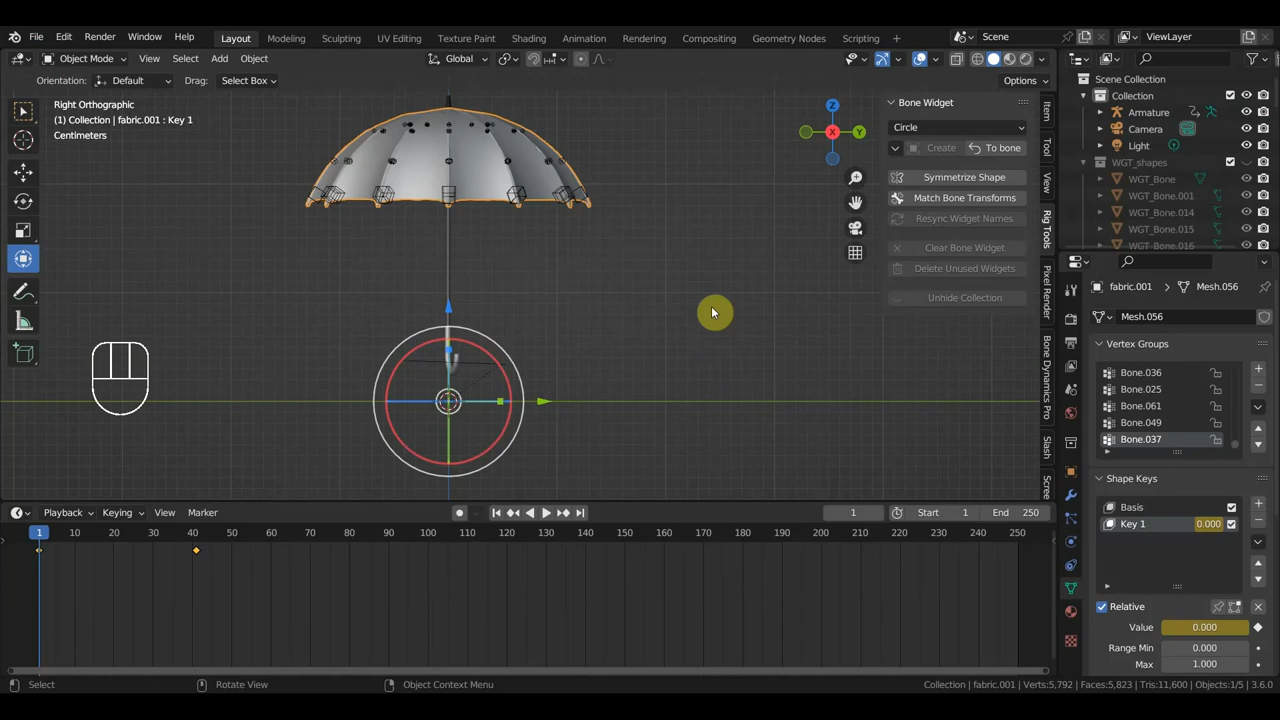 File Edit Render Window Help Layout Modeling Sculpting UV Editing Texture Paint Shading Animation Rendering Compositing Geometry Nodes Scripting + Scene ViewLayer
Object Mode View Select Add Object Global Options
Orientation: Default Drag: Select Box
Right Orthographic
(1) Collection | fabric.001 : Key 1
Centimeters
Z
Y
X
Bone Widget
Circle
Create To bone
Symmetrize Shape
Match Bone Transforms
Resync Widget Names
Clear Bone Widget
Delete Unused Widgets
Unhide Collection
Item
Tool
View
Rig Tools
Pixel Render
Bone Dynamics Pro
Slash
Scree
Scene Collection
Collection
Armature
Camera
Light
WGT_shapes
WGT_Bone
WGT_Bone.001
WGT_Bone.014
WGT_Bone.015
WGT_Bone.016
fabric.001 > Mesh.056
Mesh.056
Vertex Groups
Bone.036
Bone.025
Bone.061
Bone.049
Bone.037
Shape Keys
Basis
Key 1 0.000
Relative
Value 0.000
Range Min 0.000
Max 1.000
Playback Keying View Marker 1 Start 1 End 250
1 10 20 30 40 50 60 70 80 90 100 110 120 130 140 150 160 170 180 190 200 210 220 230 240 250
Select Rotate View Object Context Menu Collection | fabric.001 | Verts:5,792 | Faces:5,823 | Tris:11,600 | Objects:1/5 | 3.6.0